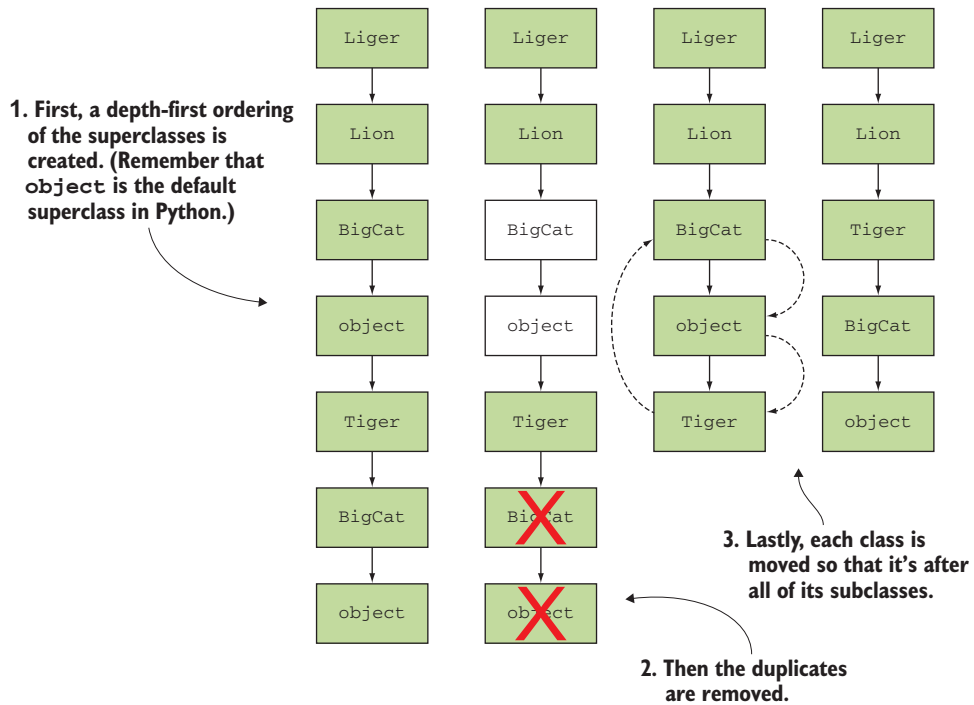 Liger
Liger
Liger
Liger
1. First, a depth-first ordering
of the superclasses is
created. (Remember that
object is the default
superclass in Python.)
Lion
Lion
Lion
Lion
BigCat
BigCat
BigCat
Tiger
object
object
object
BigCat
Tiger
Tiger
Tiger
object
BigCat
BigCat
3. Lastly, each class is
moved so that it's after
all of its subclasses.
object
object
2. Then the duplicates
are removed.